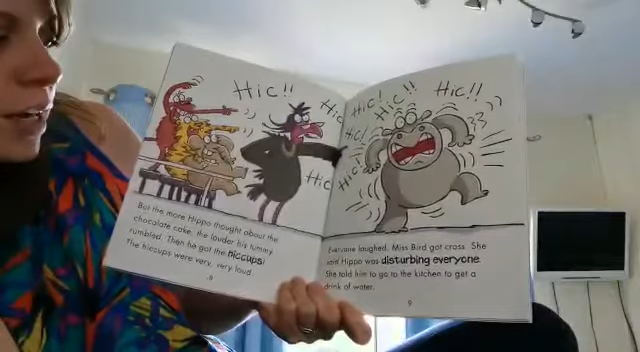 Hic!!
Hic
Hic
But the more Hippo thought about the
chocolate cake, the louder his tummy
rumbled. Then he got the hiccups!
The hiccups were very, very loud.
8
Hic!
Hic!!
Hic!!
Hic!
Hic!
Everyone laughed. Miss Bird got cross. She
said Hippo was disturbing everyone.
She told him to go to the kitchen to get a
drink of water.
9